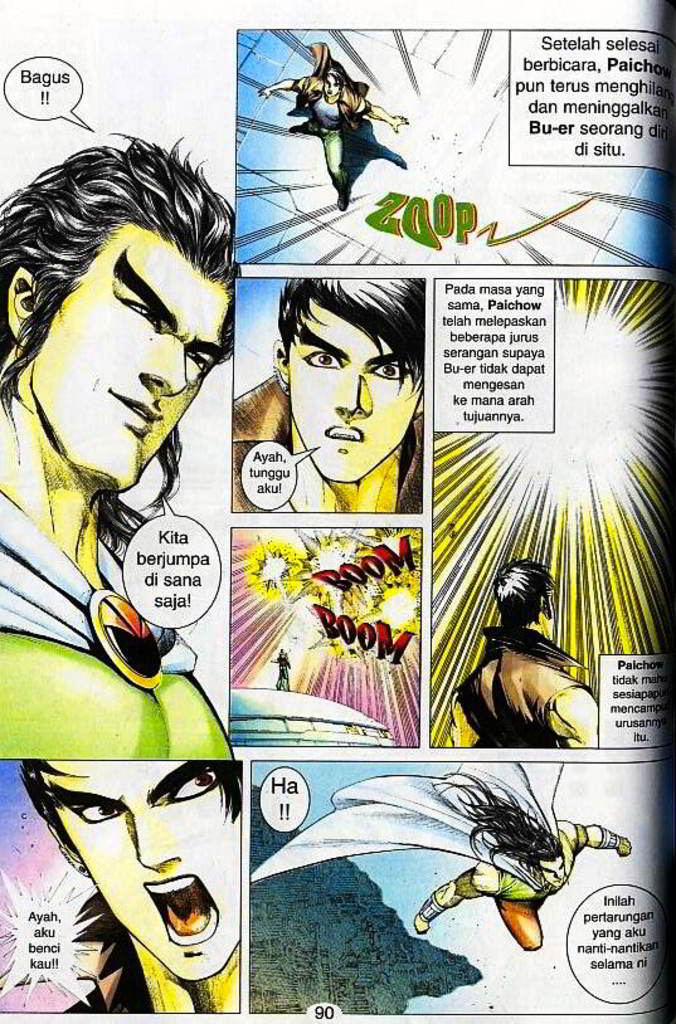 Bagus
!!
Setelah selesai
berbicara, Paichow
pun terus menghilang
dan meninggalkan
Bu-er seorang diri
di situ.
ZOOP
Kita
berjumpa
di sana
saja!
Ayah,
tunggu
aku!
Pada masa yang
sama, Paichow
telah melepaskan
beberapa jurus
serangan supaya
Bu-er tidak dapat
mengesan
ke mana arah
tujuannya.
BOOM
BOOM
Paichow
tidak mahu
sesiapapun
mencampuri
urusannya
itu.
Ayah,
aku
benci
kau!!
Ha
!!
Inilah
pertarungan
yang aku
nanti-nantikan
selama ni
....
90